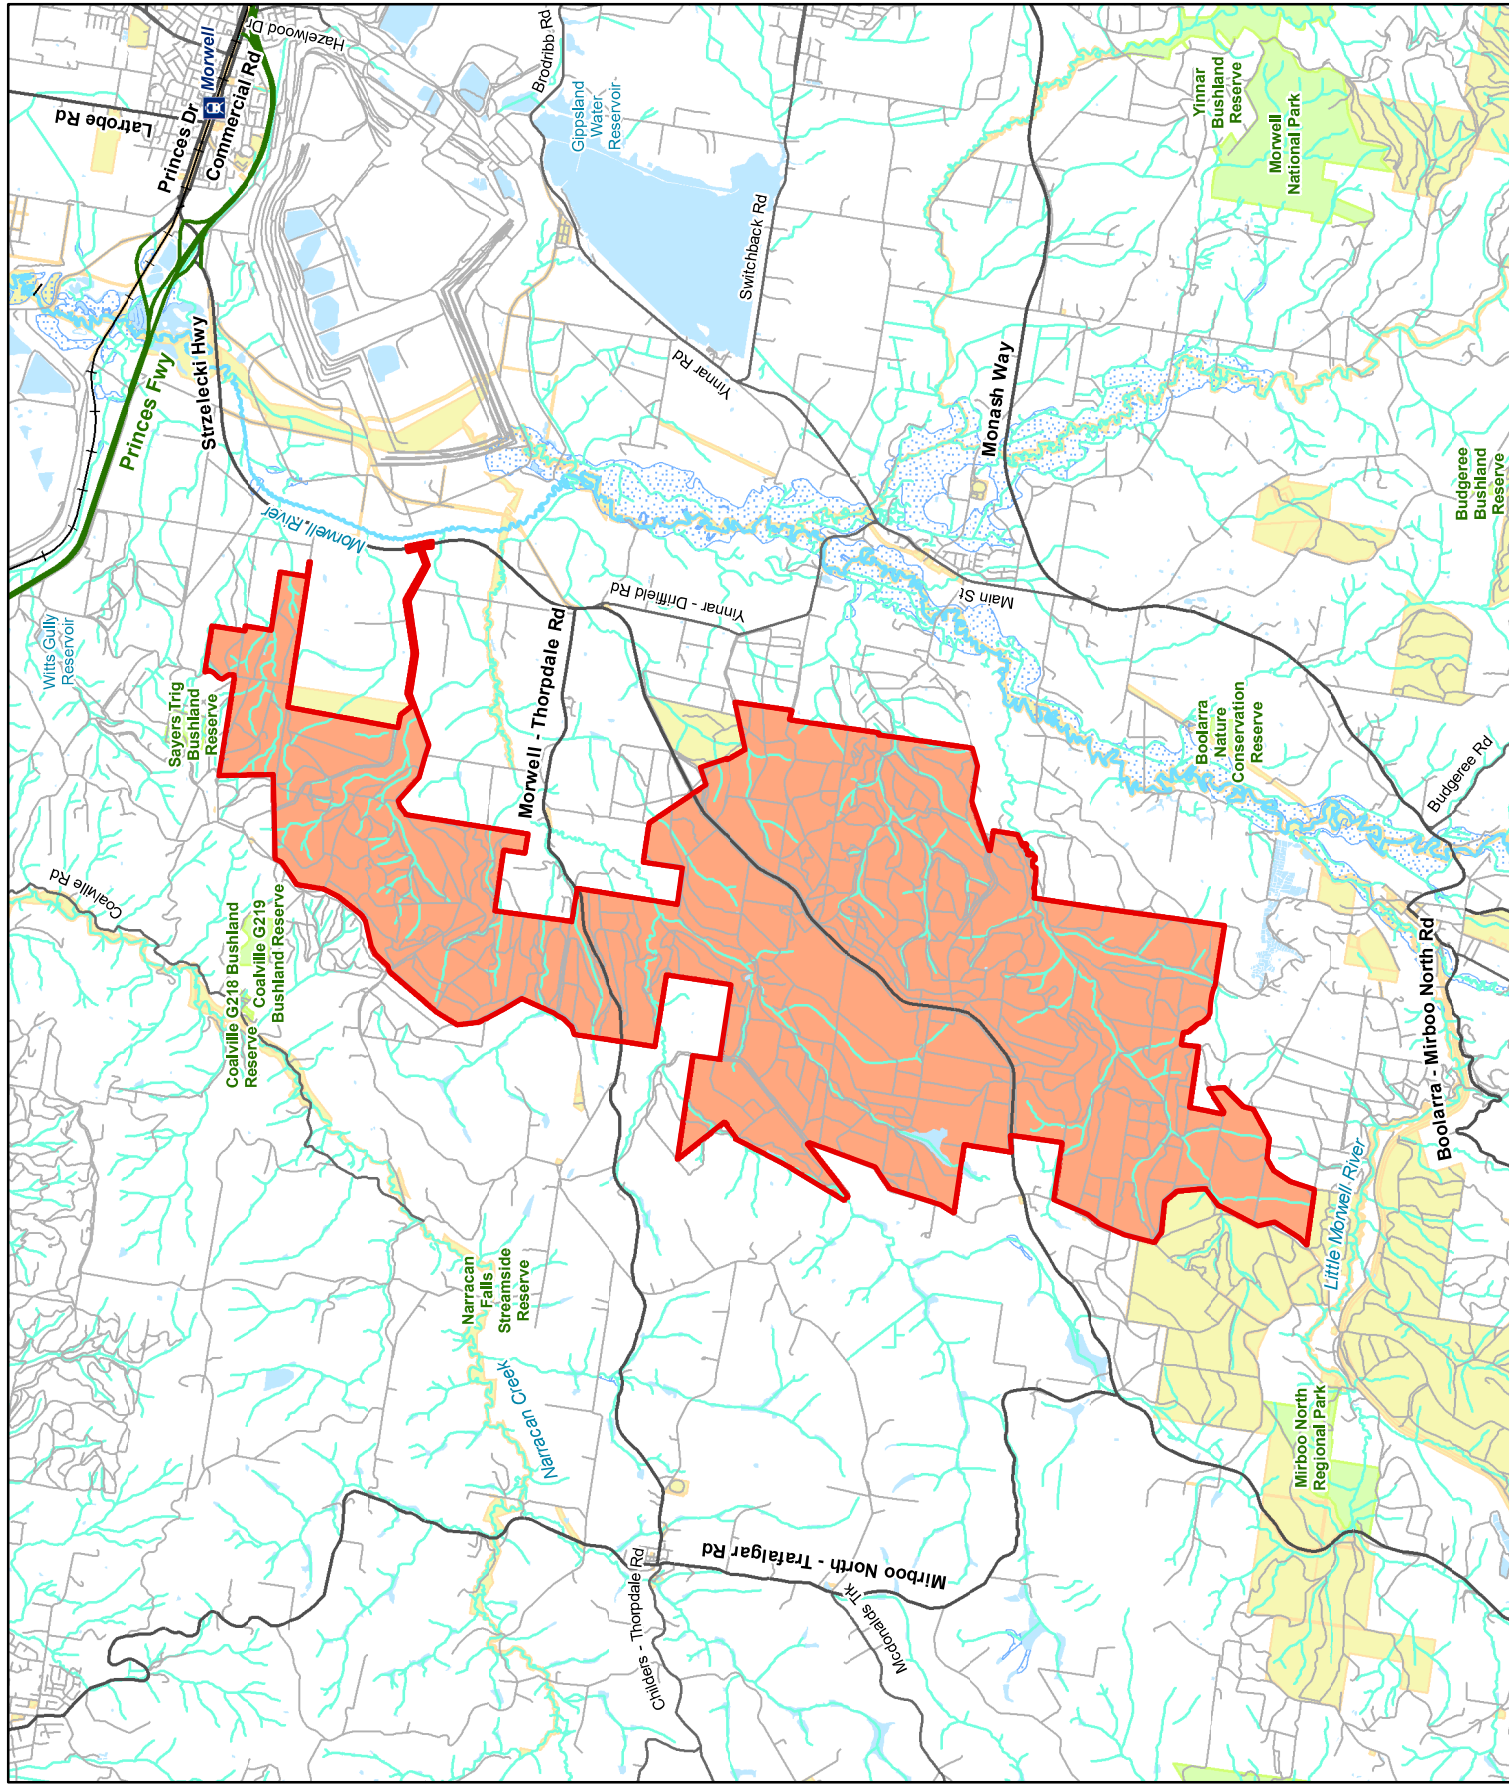 Hazelwood Dr
Morwell
Commercial Rd
Princes Dr
Latrobe Rd
Brodribb Rd
Gippsland
Water
Reservoir
Yinnar
Bushland
Reserve
Morwell
National Park
Switchback Rd
Princes Fwy
Strzelecki Hwy
Yinnar Rd
Monash Way
Morwell River
Budgeree
Bushland
Reserve
Witts Gully
Reservoir
Yinnar - Driffield Rd
Main St
Sayers Trig
Bushland
Reserve
Morwell - Thorpdale Rd
Boolarra
Nature
Conservation
Reserve
Budgeree Rd
Coalville Rd
Coalville G218 Bushland
Reserve
Coalville G219
Bushland Reserve
Boolarra - Mirboo North Rd
Little Morwell River
Narracan
Falls
Streamside
Reserve
Narracan Creek
Mirboo North
Regional Park
Mirboo North - Trafalgar Rd
Childers - Thorpdale Rd
Mcdonalds Trk